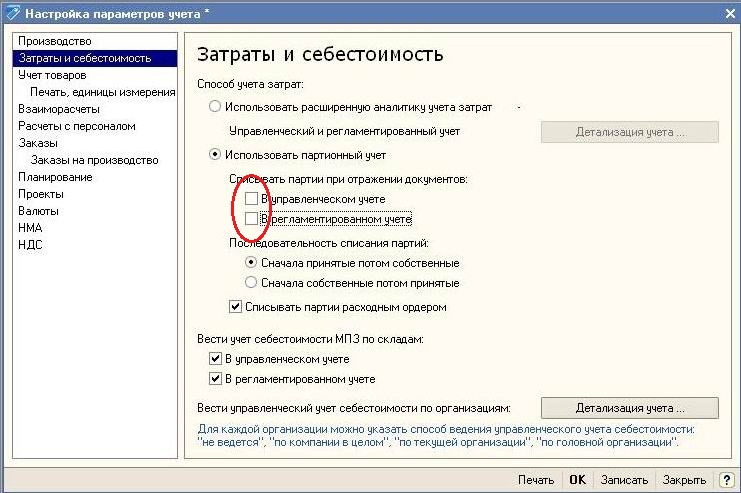 Настройка параметров учета *
Производство
Затраты и себестоимость
Учет товаров
Печать, единицы измерения
Взаиморасчеты
Расчеты с персоналом
Заказы
Заказы на производство
Планирование
Проекты
Валюты
НМА
НДС
Затраты и себестоимость
Способ учета затрат:
Использовать расширенную аналитику учета затрат -
Управленческий и регламентированный учет
Детализация учета ...
Использовать партионный учет
Списывать партии при отражении документов:
В управленческом учете
В регламентированном учете
Последовательность списания партий:
Сначала принятые потом собственные
Сначала собственные потом принятые
Списывать партии расходным ордером
Вести учет себестоимости МПЗ по складам:
В управленческом учете
В регламентированном учете
Вести управленческий учет себестоимости по организациям:
Детализация учета ...
Для каждой организации можно указать способ ведения управленческого учета себестоимости:
"не ведется", "по компании в целом", "по текущей организации", "по головной организации".
Печать OK Записать Закрыть ?